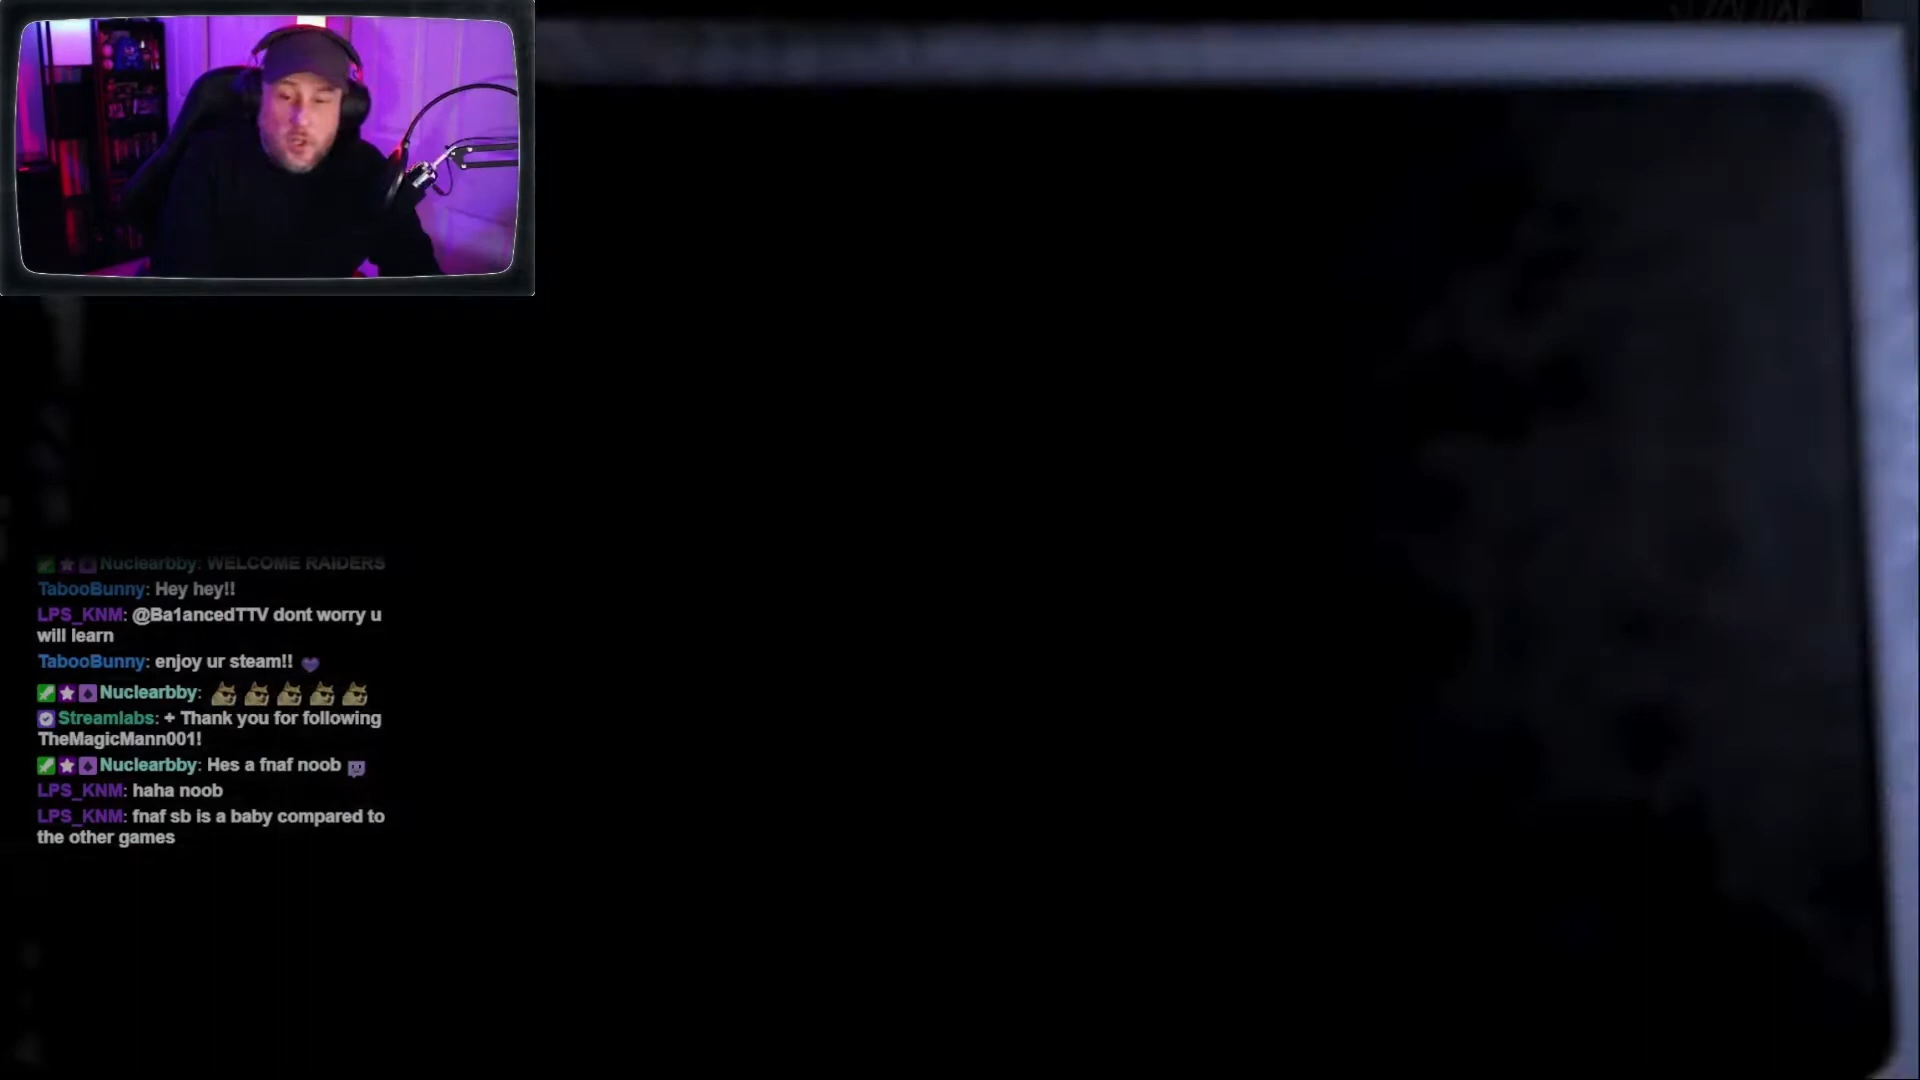 Nuclearbby: WELCOME RAIDERS
TabooBunny: Hey hey!!
LPS_KNM: @Ba1ancedTTV dont worry u
will learn
TabooBunny: enjoy ur steam!!
Nuclearbby:
Streamlabs: + Thank you for following
TheMagicMann001!
Nuclearbby: Hes a fnaf noob
LPS_KNM: haha noob
LPS_KNM: fnaf sb is a baby compared to
the other games